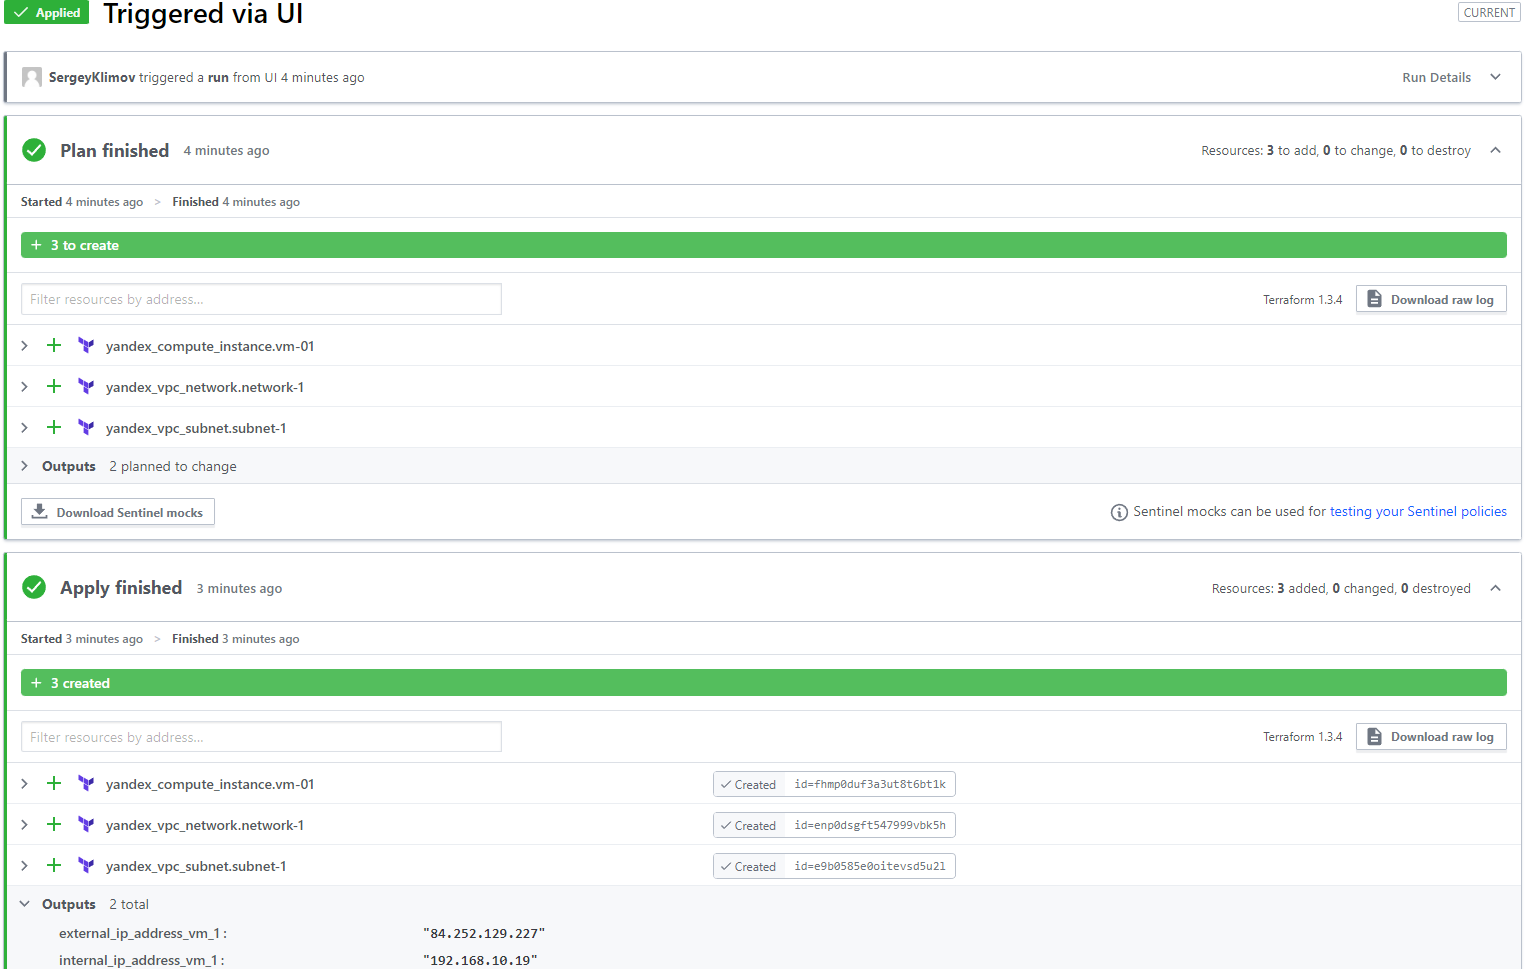 Applied Triggered via UI CURRENT
SergeyKlimov triggered a run from UI 4 minutes ago Run Details
Plan finished 4 minutes ago Resources: 3 to add, 0 to change, 0 to destroy
Started 4 minutes ago > Finished 4 minutes ago
+ 3 to create
Filter resources by address... Terraform 1.3.4 Download raw log
yandex_compute_instance.vm-01
yandex_vpc_network.network-1
yandex_vpc_subnet.subnet-1
Outputs 2 planned to change
Download Sentinel mocks Sentinel mocks can be used for testing your Sentinel policies
Apply finished 3 minutes ago Resources: 3 added, 0 changed, 0 destroyed
Started 3 minutes ago > Finished 3 minutes ago
+ 3 created
Filter resources by address... Terraform 1.3.4 Download raw log
yandex_compute_instance.vm-01 Created id=fhmp0duf3a3ut8t6bt1k
yandex_vpc_network.network-1 Created id=enp0dsgft547999vbk5h
yandex_vpc_subnet.subnet-1 Created id=e9b0585e0oitevsd5u2l
Outputs 2 total
external_ip_address_vm_1 : "84.252.129.227"
internal_ip_address_vm_1 : "192.168.10.19"